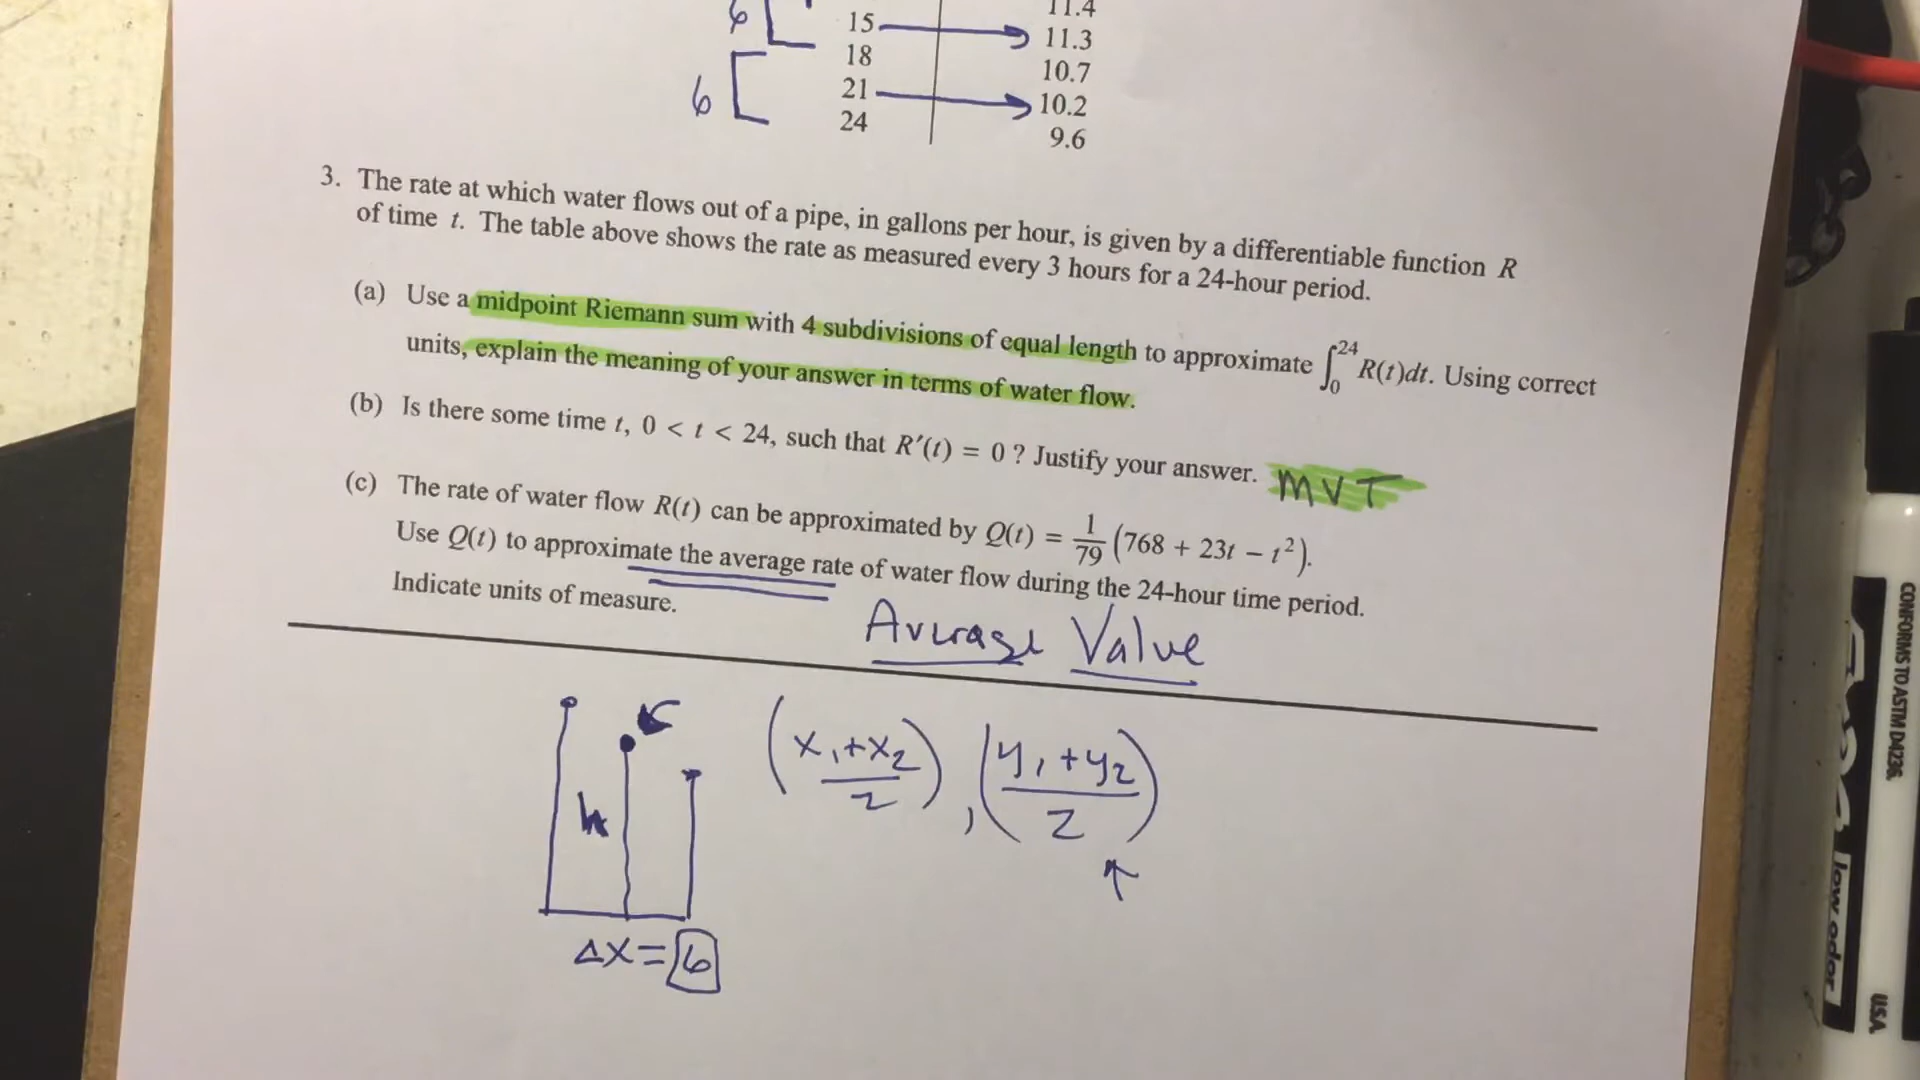 11.4
6 15 11.3
18 10.7
6 21 10.2
24 9.6
3. The rate at which water flows out of a pipe, in gallons per hour, is given by a differentiable function R
of time t. The table above shows the rate as measured every 3 hours for a 24-hour period.
(a) Use a midpoint Riemann sum with 4 subdivisions of equal length to approximate ∫₀²⁴ R(t)dt. Using correct
units, explain the meaning of your answer in terms of water flow.
(b) Is there some time t, 0 < t < 24, such that R′(t) = 0 ? Justify your answer. MVT
(c) The rate of water flow R(t) can be approximated by Q(t) = 1/79 (768 + 23t − t²).
Use Q(t) to approximate the average rate of water flow during the 24-hour time period.
Indicate units of measure.
Average Value
(x₁+x₂/2), (y₁+y₂/2)
h
Δx=6
CONFORMS TO ASTM D4236.
low odor
USA